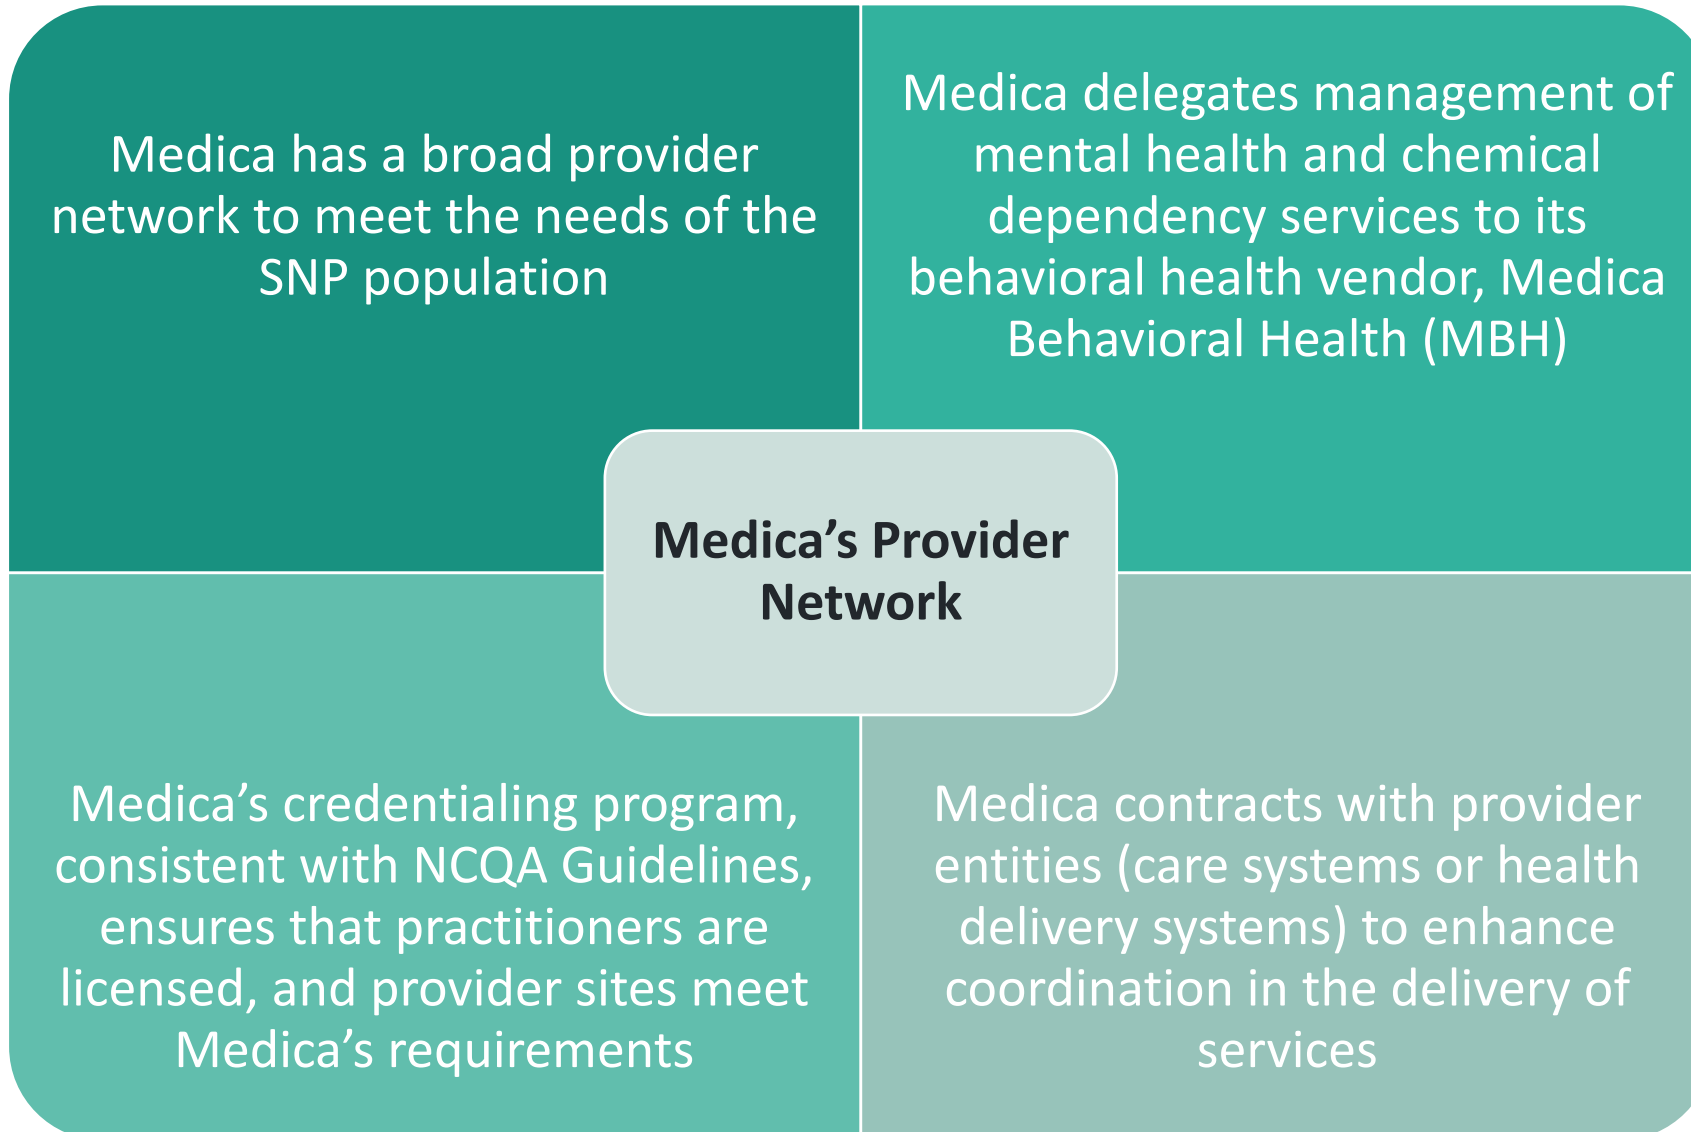 Medica has a broad provider
network to meet the needs of the
SNP population
Medica delegates management of
mental health and chemical
dependency services to its
behavioral health vendor, Medica
Behavioral Health (MBH)
Medica’s Provider
Network
Medica’s credentialing program,
consistent with NCQA Guidelines,
ensures that practitioners are
licensed, and provider sites meet
Medica’s requirements
Medica contracts with provider
entities (care systems or health
delivery systems) to enhance
coordination in the delivery of
services